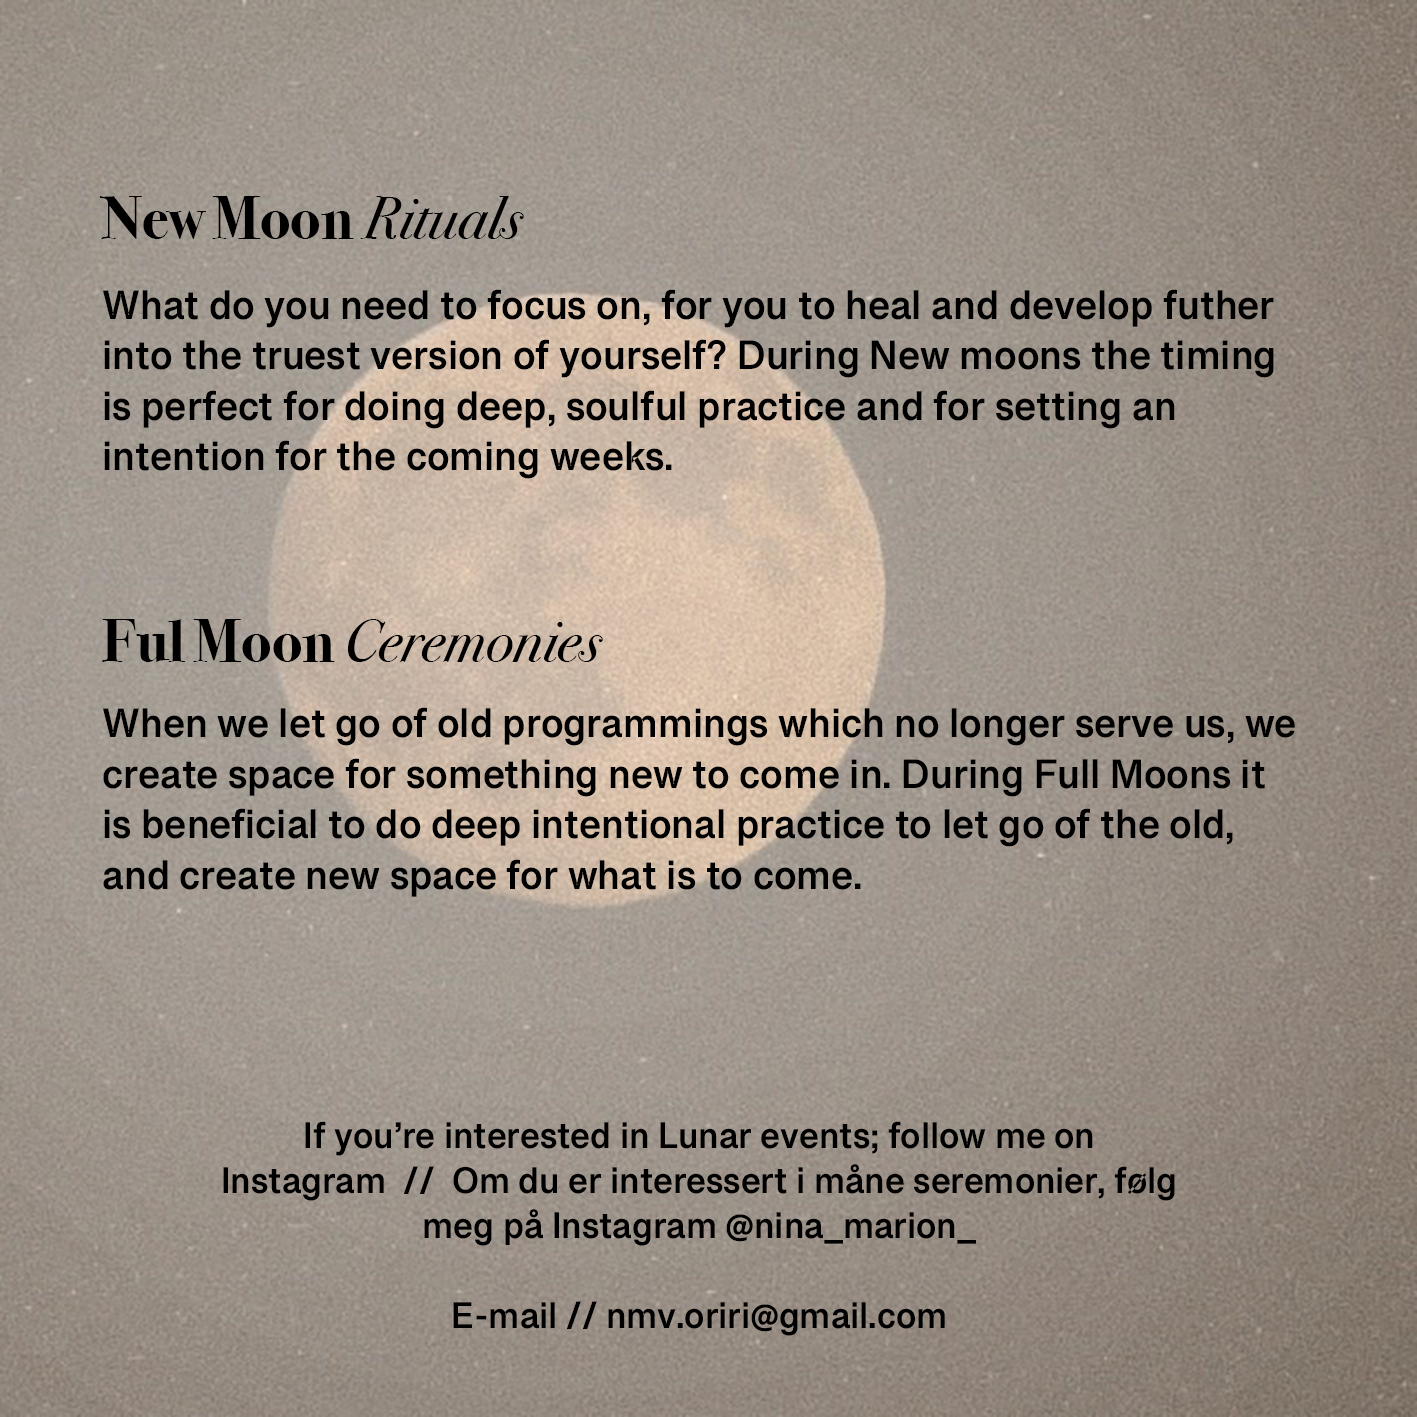 New Moon Rituals
What do you need to focus on, for you to heal and develop futher
into the truest version of yourself? During New moons the timing
is perfect for doing deep, soulful practice and for setting an
intention for the coming weeks.
Ful Moon Ceremonies
When we let go of old programmings which no longer serve us, we
create space for something new to come in. During Full Moons it
is beneficial to do deep intentional practice to let go of the old,
and create new space for what is to come.
If you’re interested in Lunar events; follow me on
Instagram // Om du er interessert i måne seremonier, følg
meg på Instagram @nina_marion_
E-mail // nmv.oriri@gmail.com